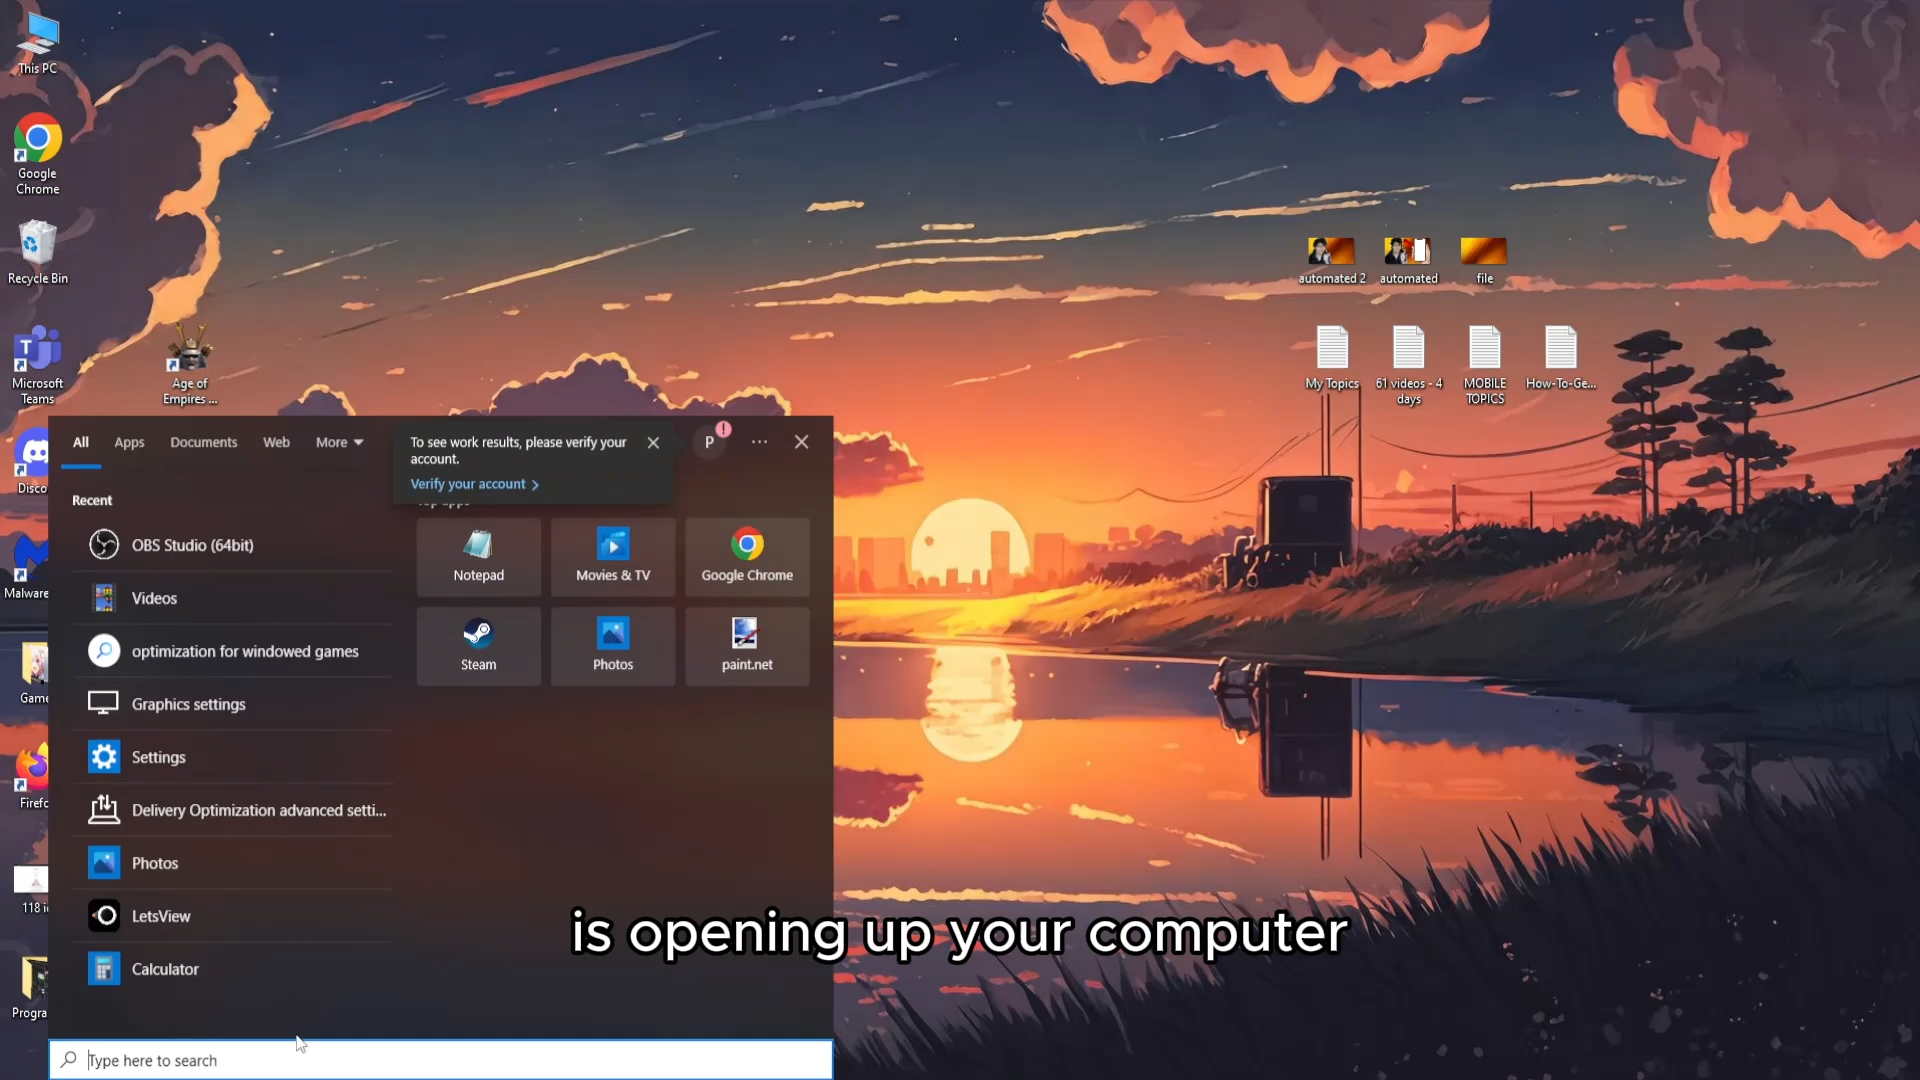 This PC
Google
Chrome
Recycle Bin
Microsoft
Teams
Age of
Empires ...
Disco
Malware
Game
Firefo
118 i
Progra
automated 2
automated
file
My Topics
61 videos - 4
days
MOBILE
TOPICS
How-To-Ge...
All
Apps
Documents
Web
More
To see work results, please verify your
account.
Verify your account
P
Recent
OBS Studio (64bit)
Videos
optimization for windowed games
Graphics settings
Settings
Delivery Optimization advanced setti...
Photos
LetsView
Calculator
Notepad
Movies & TV
Google Chrome
Steam
Photos
paint.net
is opening up your computer
Type here to search